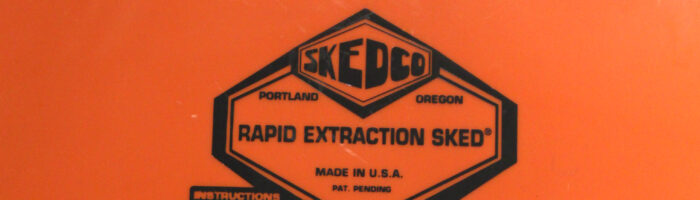 SKEDCO
PORTLAND OREGON
RAPID EXTRACTION SKED®
MADE IN U.S.A.
PAT. PENDING
INSTRUCTIONS